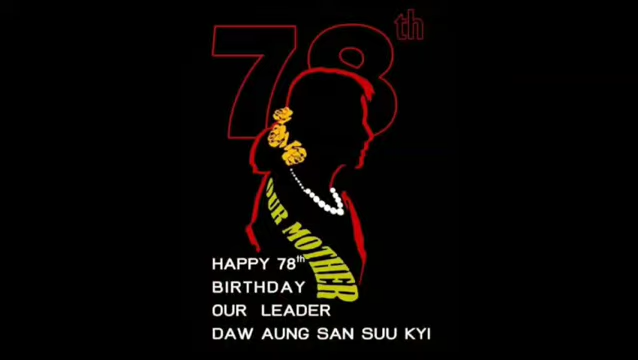 78th
OUR MOTHER
HAPPY 78th
BIRTHDAY
OUR LEADER
DAW AUNG SAN SUU KYI